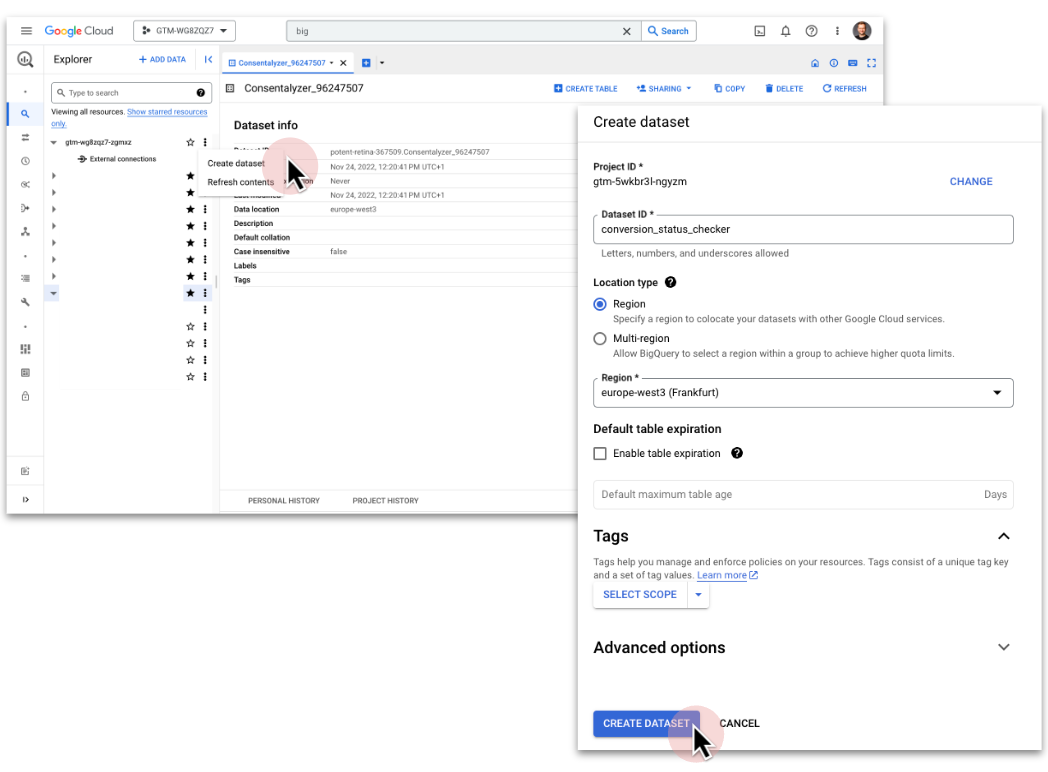 Google Cloud
GTM-WG8ZQZ7
big
Search
Explorer
+ ADD DATA
Consentalyzer_96247507
Type to search
Viewing all resources. Show starred resources
only.
gtm-wg8zqz7-zgmxz
External connections
Create dataset
Refresh contents
Consentalyzer_96247507
CREATE TABLE
SHARING
COPY
DELETE
REFRESH
Dataset info
potent-retina-367509.Consentalyzer_96247507
Nov 24, 2022, 12:20:41 PM UTC+1
Never
Nov 24, 2022, 12:20:41 PM UTC+1
Data location europe-west3
Description
Default collation
Case insensitive false
Labels
Tags
PERSONAL HISTORY PROJECT HISTORY
Create dataset
Project ID *
gtm-5wkbr3l-ngyzm
CHANGE
Dataset ID *
conversion_status_checker
Letters, numbers, and underscores allowed
Location type
Region
Specify a region to colocate your datasets with other Google Cloud services.
Multi-region
Allow BigQuery to select a region within a group to achieve higher quota limits.
Region *
europe-west3 (Frankfurt)
Default table expiration
Enable table expiration
Default maximum table age Days
Tags
Tags help you manage and enforce policies on your resources. Tags consist of a unique tag key
and a set of tag values. Learn more
SELECT SCOPE
Advanced options
CREATE DATASET
CANCEL